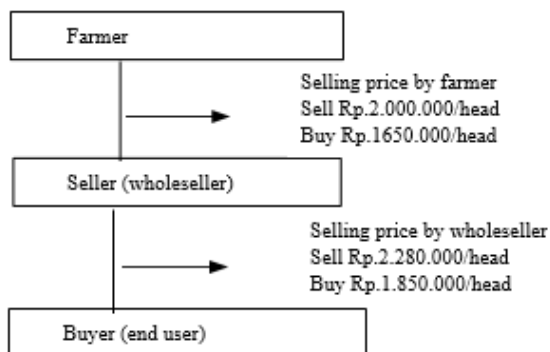 Farmer
Selling price by farmer
Sell Rp.2.000.000/head
Buy Rp.1650.000/head
Seller (wholeseller)
Selling price by wholeseller
Sell Rp.2.280.000/head
Buy Rp.1.850.000/head
Buyer (end user)